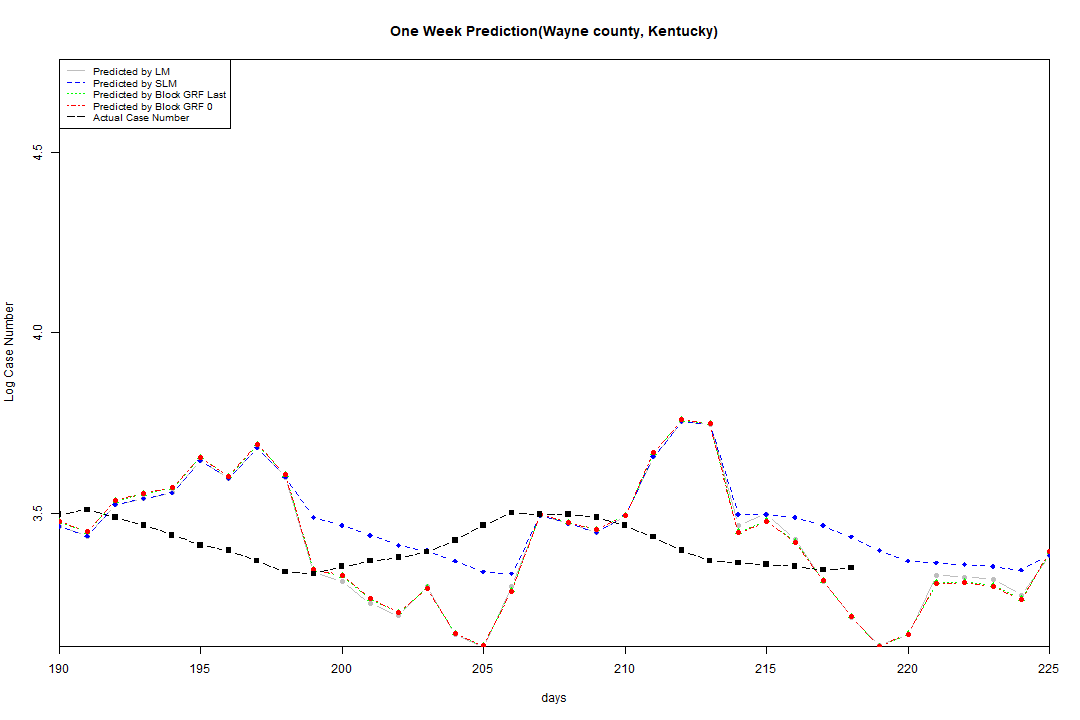 One Week Prediction(Wayne county, Kentucky)
Predicted by LM
Predicted by SLM
Predicted by Block GRF Last
Predicted by Block GRF 0
Actual Case Number
4.5
4.0
3.5
Log Case Number
190 195 200 205 210 215 220 225
days